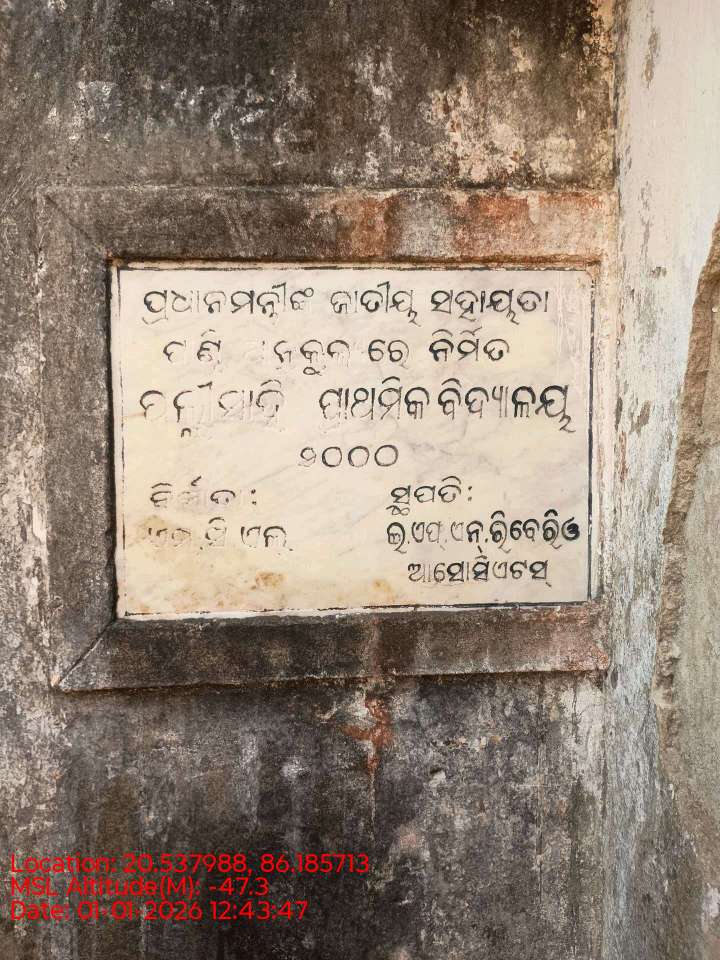 ପ୍ରଧାନମନ୍ତ୍ରୀଙ୍କ ଜାତୀୟ ସହାୟତା
ପାଣ୍ଠି ଅନୁକୂଲ ରେ ନିର୍ମିତ
ପ୍ରାଥମିକ ବିଦ୍ୟାଳୟ
୨୦୦୦
ନିର୍ମାତା : ସ୍ଥପତି :
ଏଲ୍ ଇ.ଏଫ୍.ଏନ୍.ରିବେରିଓ
ଆସୋସିଏଟସ୍
Location: 20.537988, 86.185713
MSL Altitude(M): -47.3
Date: 01-01-2026 12:43:47